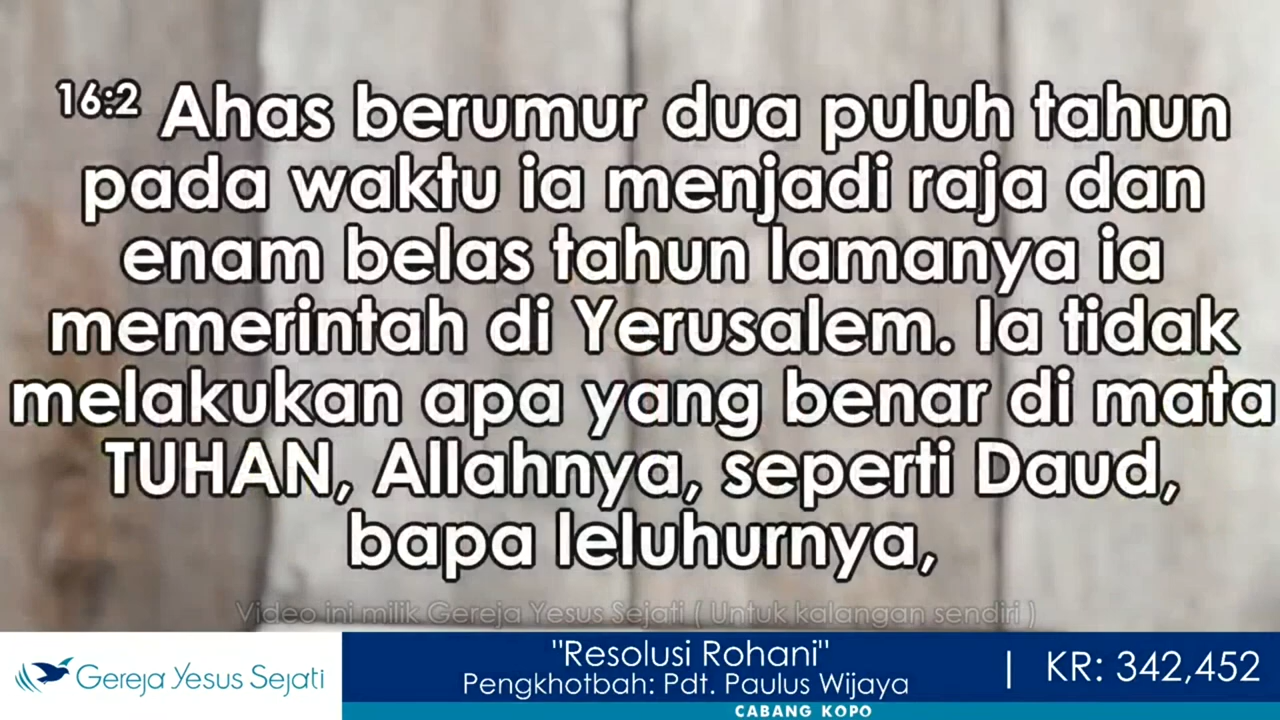 16:2 Ahas berumur dua puluh tahun
pada waktu ia menjadi raja dan
enam belas tahun lamanya ia
memerintah di Yerusalem. Ia tidak
melakukan apa yang benar di mata
TUHAN, Allahnya, seperti Daud,
bapa leluhurnya,
Video ini milik Gereja Yesus Sejati ( Untuk kalangan sendiri )
Gereja Yesus Sejati
"Resolusi Rohani"
Pengkhotbah: Pdt. Paulus Wijaya
| KR: 342,452
CABANG KOPO